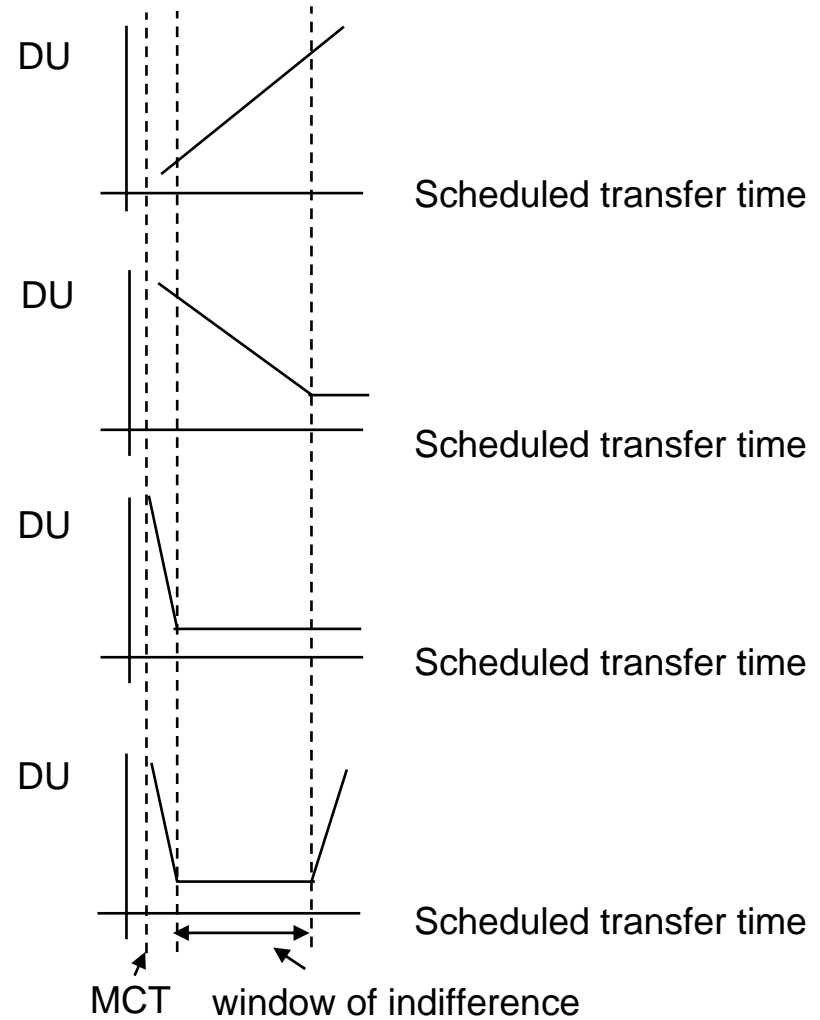 DU
Scheduled transfer time
DU
Scheduled transfer time
DU
Scheduled transfer time
DU
Scheduled transfer time
MCT window of indifference